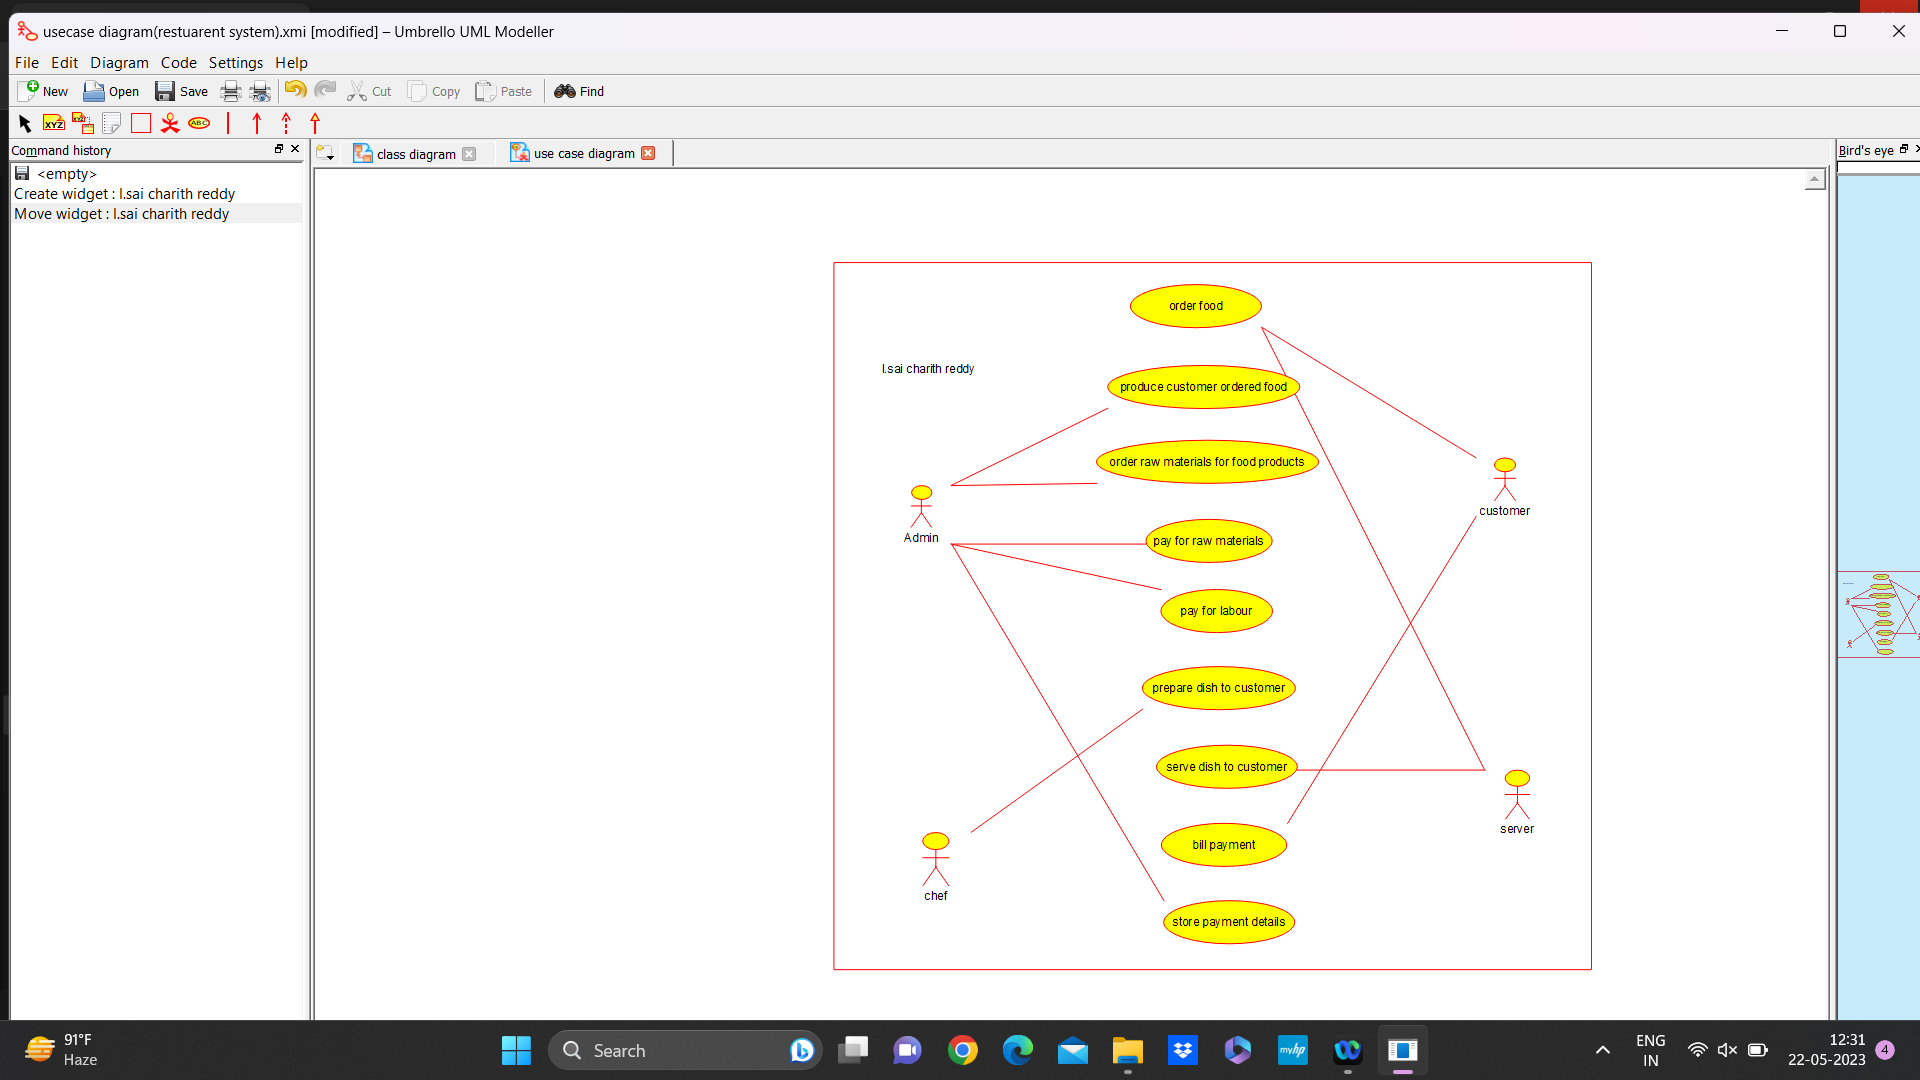 usecase diagram(restuarent system).xmi [modified] – Umbrello UML Modeller
File Edit Diagram Code Settings Help
New Open Save Cut Copy Paste Find
XYZ XYZ ABC
Command history
class diagram use case diagram
Bird's eye
<empty>
Create widget : l.sai charith reddy
Move widget : l.sai charith reddy
order food
l.sai charith reddy
produce customer ordered food
order raw materials for food products
customer
Admin
pay for raw materials
pay for labour
prepare dish to customer
serve dish to customer
server
bill payment
chef
store payment details
91°F
Haze
Search
myhp
ENG
IN
12:31
22-05-2023
4